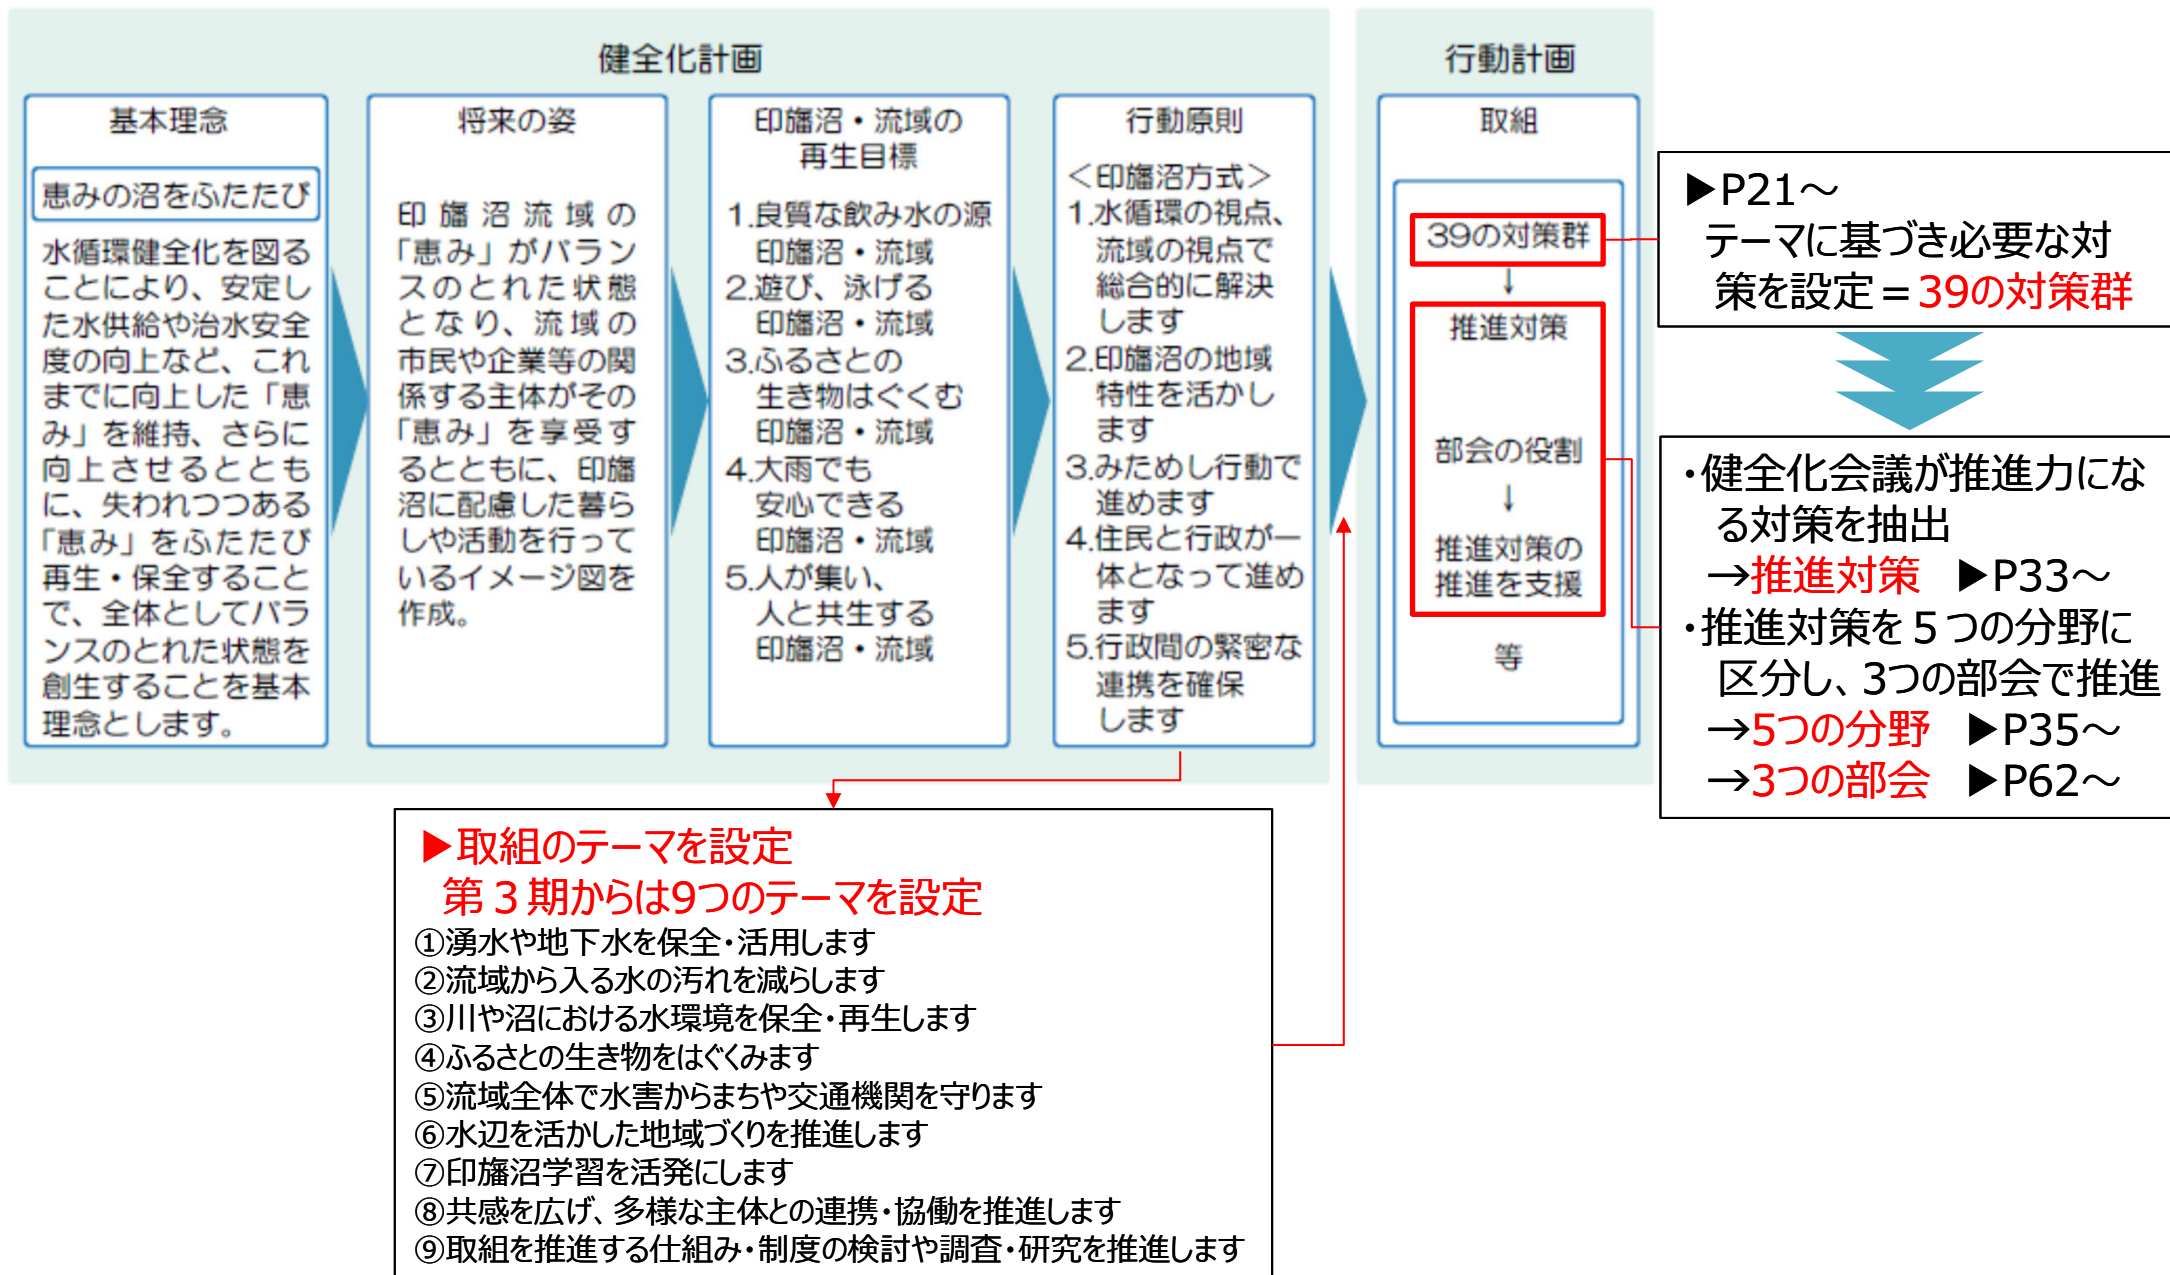 健全化計画
基本理念
恵みの沼をふたたび
水循環健全化を図る
ことにより、安定し
た水供給や治水安全
度の向上など、これ
までに向上した「恵
み」を維持、さらに
向上させるととも
に、失われつつある
「恵み」をふたたび
再生・保全すること
で、全体としてバラ
ンスのとれた状態を
創生することを基本
理念とします。
将来の姿
印旛沼流域の
「恵み」がバラン
スのとれた状態
となり、流域の
市民や企業等の関
係する主体がその
「恵み」を享受す
るとともに、印旛
沼に配慮した暮ら
しや活動を行って
いるイメージ図を
作成。
印旛沼・流域の
再生目標
1.良質な飲み水の源
印旛沼・流域
2.遊び、泳げる
印旛沼・流域
3.ふるさとの
生き物はぐくむ
印旛沼・流域
4.大雨でも
安心できる
印旛沼・流域
5.人が集い、
人と共生する
印旛沼・流域
行動原則
＜印旛沼方式＞
1.水循環の視点、
流域の視点で
総合的に解決
します
2.印旛沼の地域
特性を活かし
ます
3.みためし行動で
進めます
4.住民と行政が一
体となって進め
ます
5.行政間の緊密な
連携を確保
します
行動計画
取組
39の対策群
↓
推進対策
部会の役割
↓
推進対策の
推進を支援
等
▶P21～
テーマに基づき必要な対
策を設定＝39の対策群
・健全化会議が推進力にな
る対策を抽出
→推進対策　▶P33～
・推進対策を５つの分野に
区分し、3つの部会で推進
→5つの分野　▶P35～
→3つの部会　▶P62～
▶取組のテーマを設定
第３期からは9つのテーマを設定
①湧水や地下水を保全・活用します
②流域から入る水の汚れを減らします
③川や沼における水環境を保全・再生します
④ふるさとの生き物をはぐくみます
⑤流域全体で水害からまちや交通機関を守ります
⑥水辺を活かした地域づくりを推進します
⑦印旛沼学習を活発にします
⑧共感を広げ、多様な主体との連携・協働を推進します
⑨取組を推進する仕組み・制度の検討や調査・研究を推進します